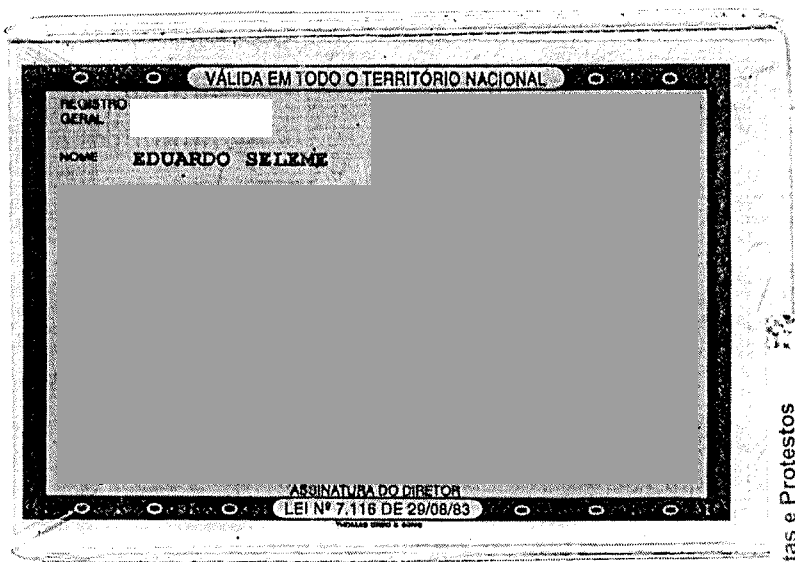 VÁLIDA EM TODO O TERRITÓRIO NACIONAL
REGISTRO
GERAL
NOME EDUARDO SELEME
ASSINATURA DO DIRETOR
LEI Nº 7.116 DE 29/08/83
tas e Protestos